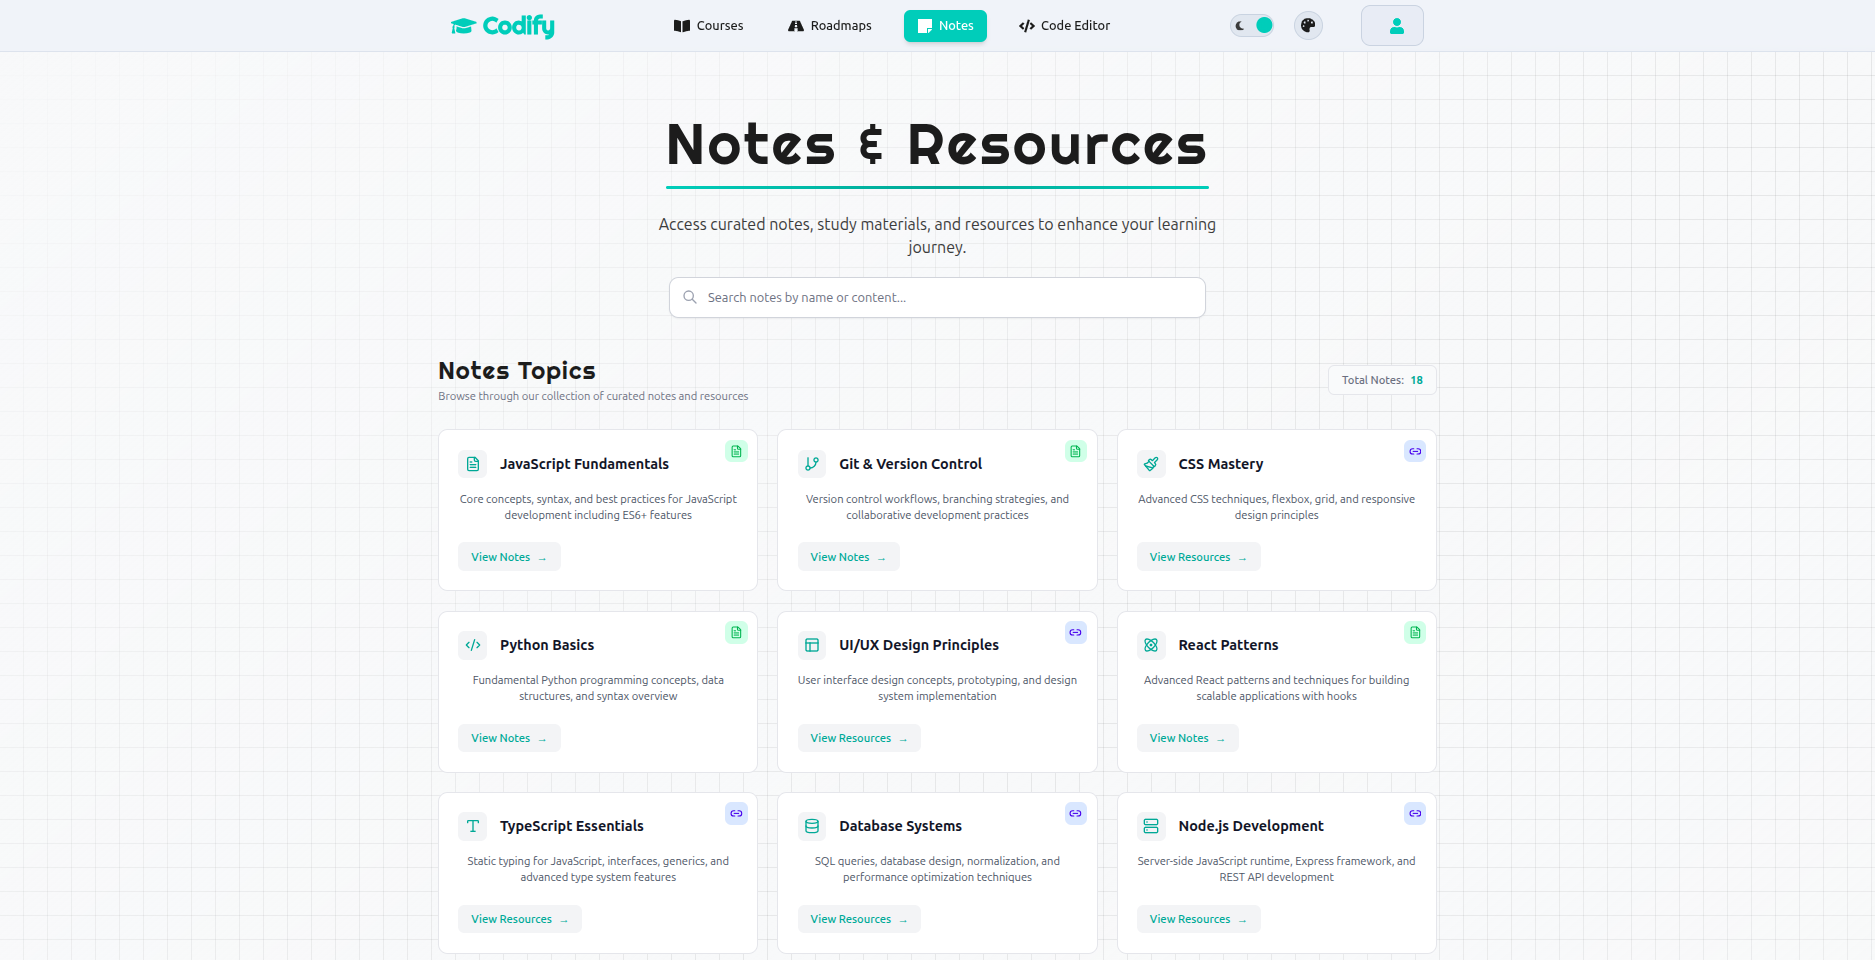 Codify
Courses
Roadmaps
Notes
Code Editor
Notes & Resources
Access curated notes, study materials, and resources to enhance your learning
journey.
Search notes by name or content...
Notes Topics
Browse through our collection of curated notes and resources
Total Notes: 18
JavaScript Fundamentals
Core concepts, syntax, and best practices for JavaScript
development including ES6+ features
View Notes →
Git & Version Control
Version control workflows, branching strategies, and
collaborative development practices
View Notes →
CSS Mastery
Advanced CSS techniques, flexbox, grid, and responsive
design principles
View Resources →
Python Basics
Fundamental Python programming concepts, data
structures, and syntax overview
View Notes →
UI/UX Design Principles
User interface design concepts, prototyping, and design
system implementation
View Resources →
React Patterns
Advanced React patterns and techniques for building
scalable applications with hooks
View Notes →
TypeScript Essentials
Static typing for JavaScript, interfaces, generics, and
advanced type system features
View Resources →
Database Systems
SQL queries, database design, normalization, and
performance optimization techniques
View Resources →
Node.js Development
Server-side JavaScript runtime, Express framework, and
REST API development
View Resources →